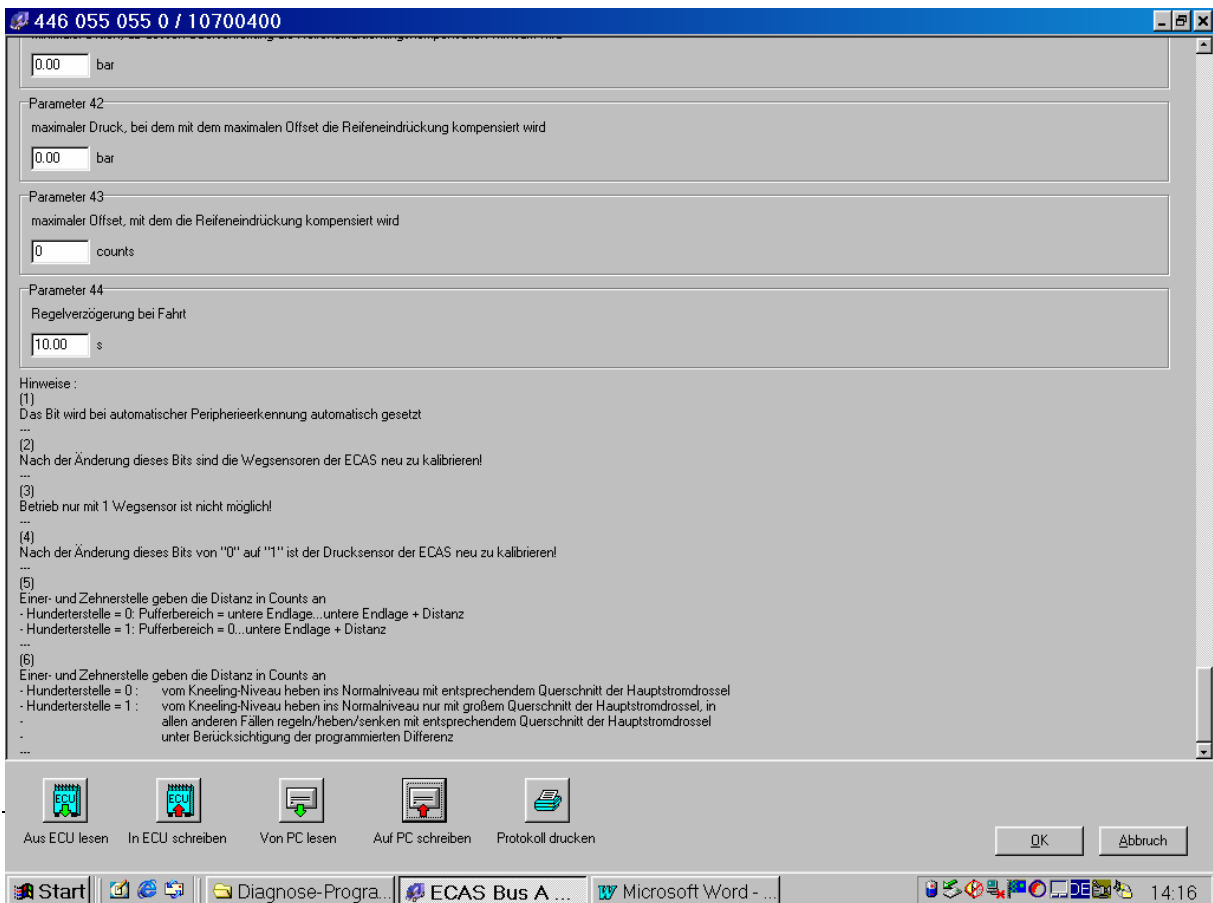 446 055 055 0 / 10700400
0.00 bar
Parameter 42
maximaler Druck, bei dem mit dem maximalen Offset die Reifeneindrückung kompensiert wird
0.00 bar
Parameter 43
maximaler Offset, mit dem die Reifeneindrückung kompensiert wird
0 counts
Parameter 44
Regelverzögerung bei Fahrt
10.00 s
Hinweise :
(1)
Das Bit wird bei automatischer Peripherieerkennung automatisch gesetzt
---
(2)
Nach der Änderung dieses Bits sind die Wegsensoren der ECAS neu zu kalibrieren!
---
(3)
Betrieb nur mit 1 Wegsensor ist nicht möglich!
---
(4)
Nach der Änderung dieses Bits von "0" auf "1" ist der Drucksensor der ECAS neu zu kalibrieren!
---
(5)
Einer- und Zehnerstelle geben die Distanz in Counts an
- Hunderterstelle = 0: Pufferbereich = untere Endlage...untere Endlage + Distanz
- Hunderterstelle = 1: Pufferbereich = 0...untere Endlage + Distanz
---
(6)
Einer- und Zehnerstelle geben die Distanz in Counts an
- Hunderterstelle = 0 : vom Kneeling-Niveau heben ins Normalniveau mit entsprechendem Querschnitt der Hauptstromdrossel
- Hunderterstelle = 1 : vom Kneeling-Niveau heben ins Normalniveau nur mit großem Querschnitt der Hauptstromdrossel, in
- allen anderen Fällen regeln/heben/senken mit entsprechendem Querschnitt der Hauptstromdrossel
- unter Berücksichtigung der programmierten Differenz
---
ECU ECU
Aus ECU lesen In ECU schreiben Von PC lesen Auf PC schreiben Protokoll drucken
OK Abbruch
Start Diagnose-Progra... ECAS Bus A ... Microsoft Word - ... DE 14:16